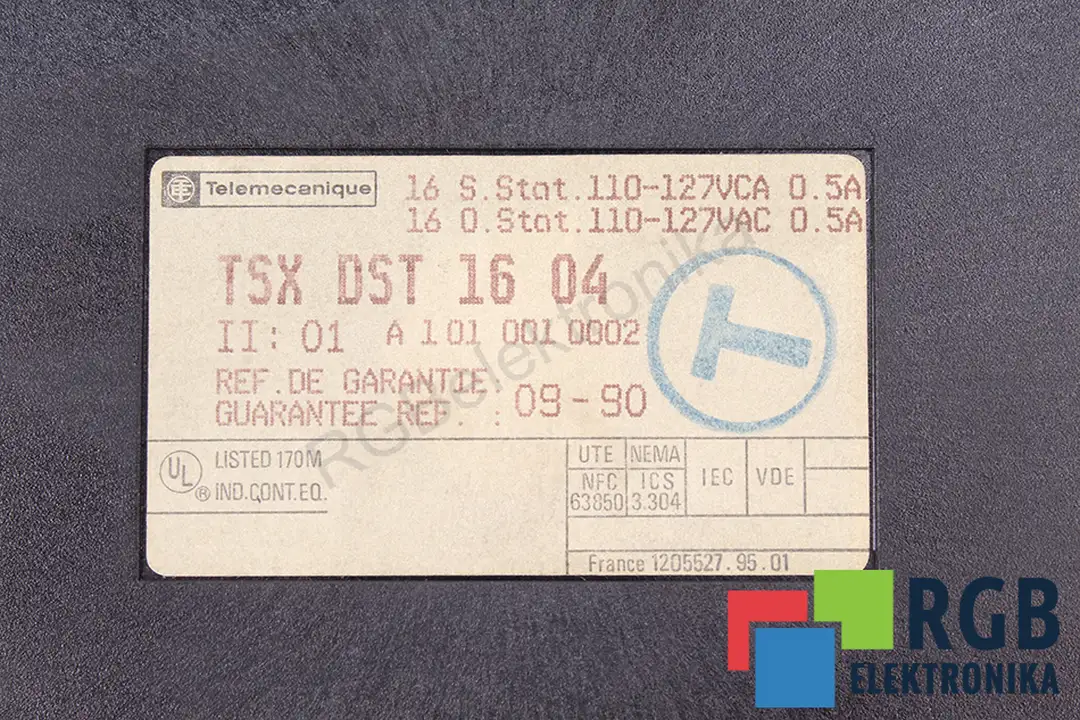 Telemecanique
16 S.Stat.110-127VCA 0.5A
16 O.Stat.110-127VAC 0.5A
TSX DST 16 04
II: 01 A 101 001 0002
REF.DE GARANTIE
GUARANTEE REF. : 09-90
UL ® LISTED 170M
IND.CONT.EQ.
UTE NEMA
NFC 63850 ICS 3.304 IEC VDE
France 1205527.95.01
T
RGBelektronika
RGB
ELEKTRONIKA